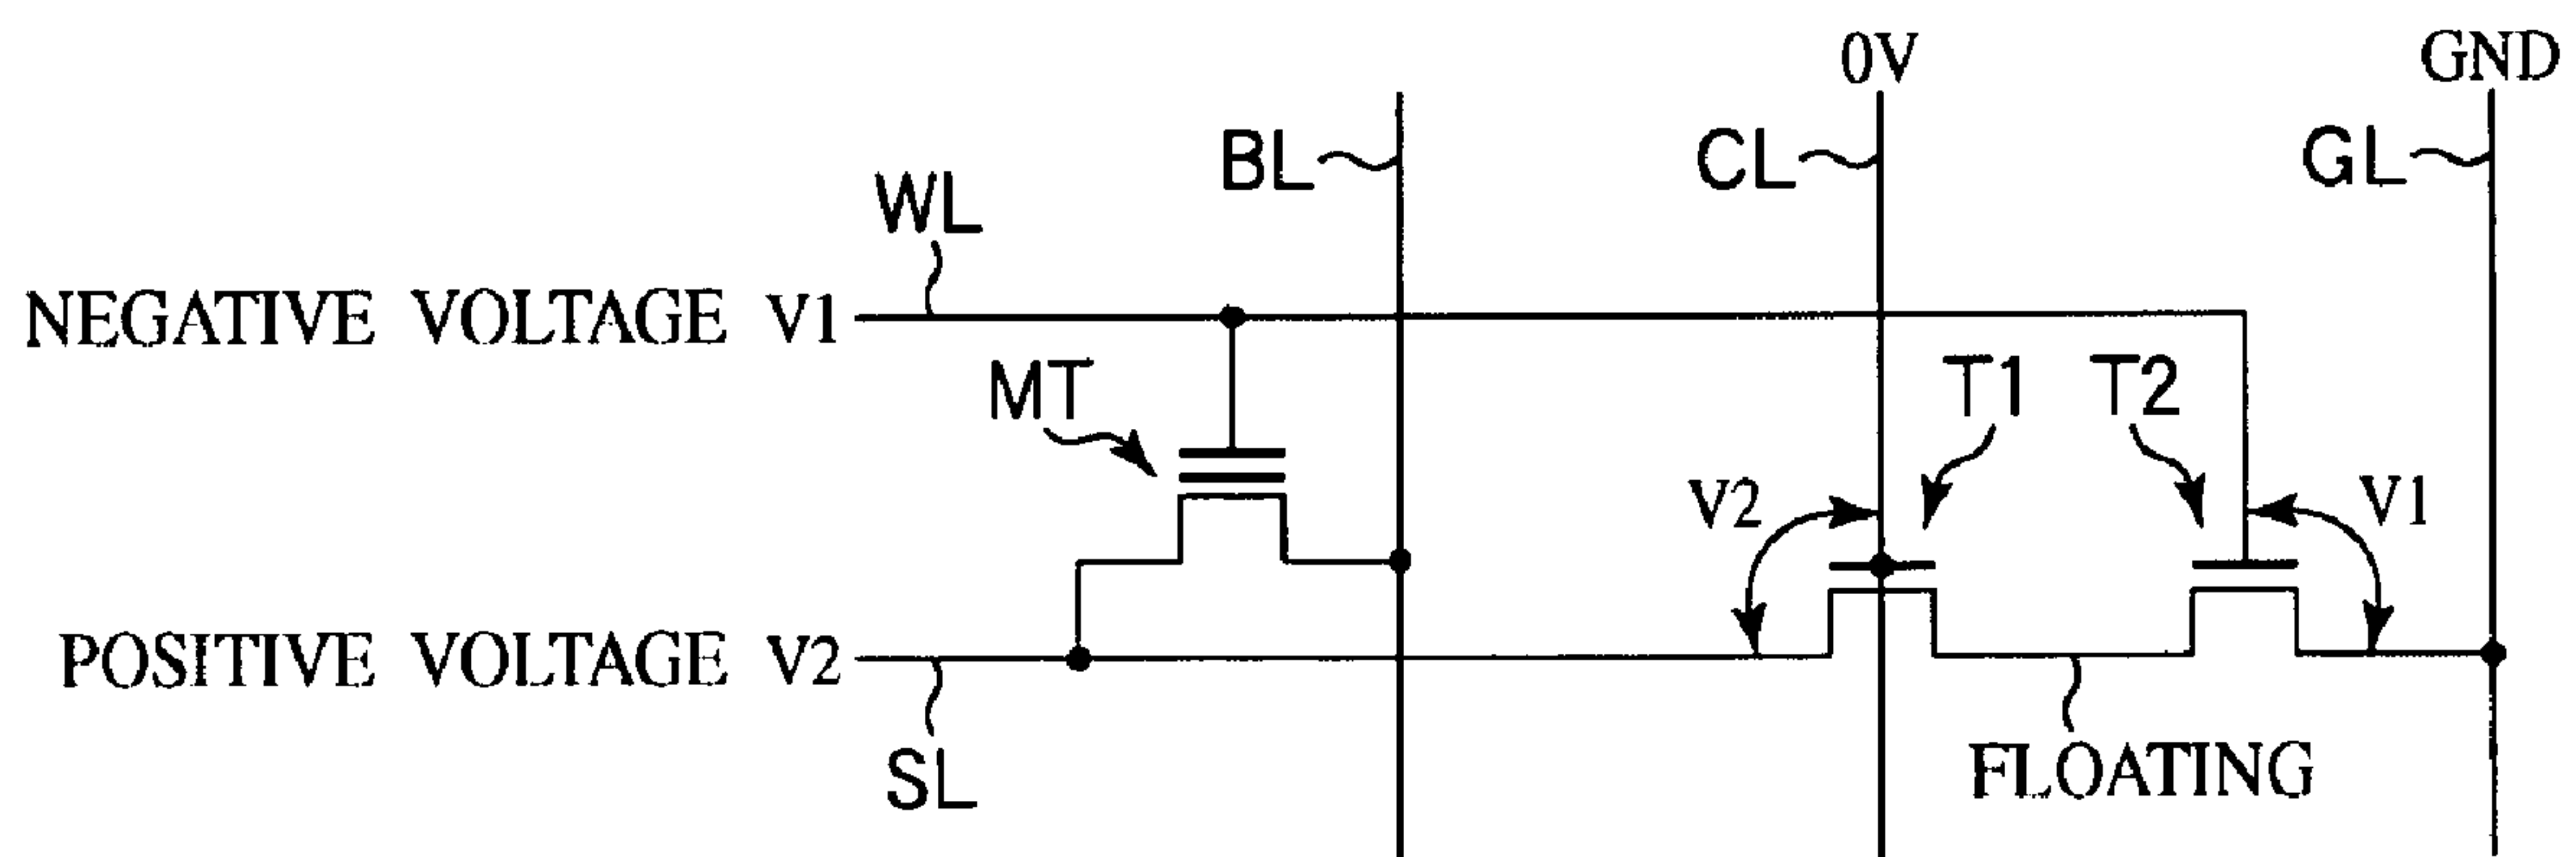 0V
GND
BL
CL
GL
WL
NEGATIVE VOLTAGE V1
MT
T1
T2
V2
V1
POSITIVE VOLTAGE V2
SL
FLOATING